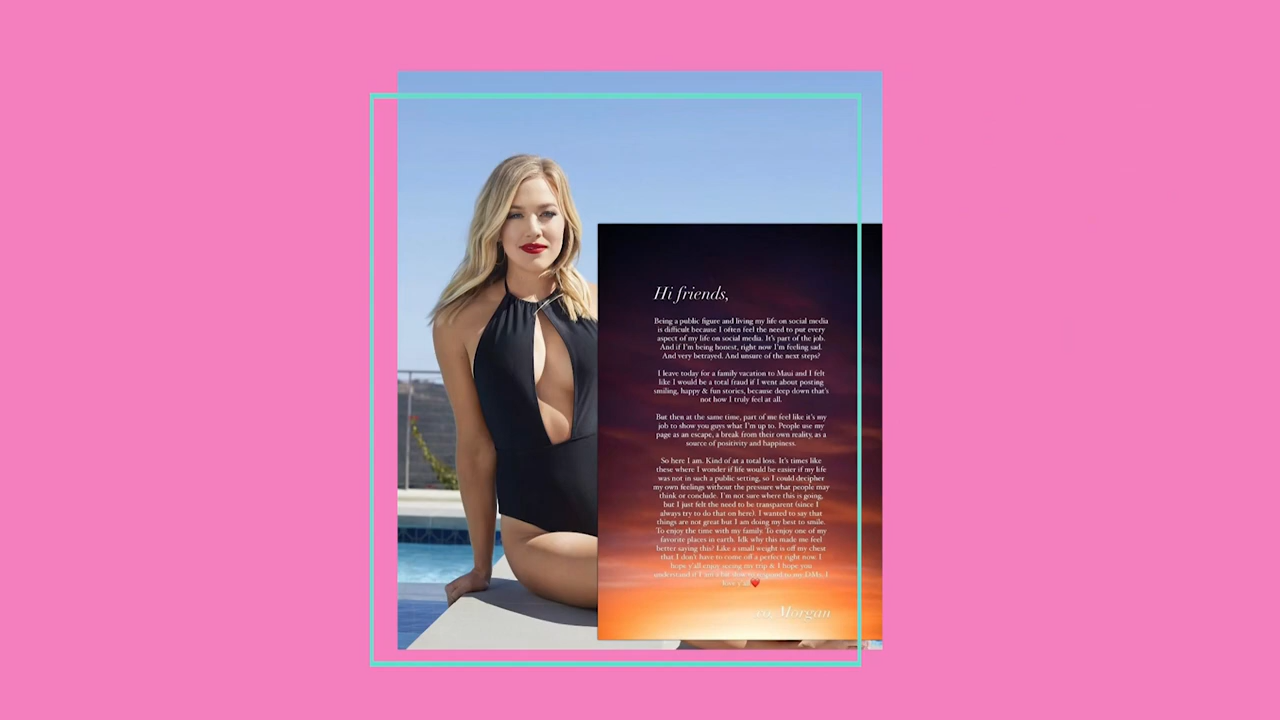 Hi friends,
Being a public figure and living my life on social media
is difficult because I often feel the need to put every
aspect of my life on social media. It's part of the job.
And if I'm being honest, right now I'm feeling sad.
And very betrayed. And unsure of the next steps?
I leave today for a family vacation to Maui and I felt
like I would be a total fraud if I went about posting
smiling, happy & fun stories, because deep down that's
not how I truly feel at all.
But then at the same time, part of me feel like it's my
job to show you guys what I'm up to. People use my
page as an escape, a break from their own reality, as a
source of positivity and happiness.
So here I am. Kind of at a total loss. It's times like
these where I wonder if life would be easier if my life
was not in such a public setting, so I could decipher
my own feelings without the pressure what people may
think or conclude. I'm not sure where this is going,
but I just felt the need to be transparent (since I
always try to do that on here). I wanted to say that
things are not great but I am doing my best to smile.
To enjoy the time with my family. To enjoy one of my
favorite places in earth. Idk why this made me feel
better saying this? Like a small weight is off my chest
that I don't have to come off a perfect right now. I
hope y'all enjoy seeing my trip & I hope you
understand if I am a bit slow to respond to my DMs. I
love y'all❤️
xo, Morgan